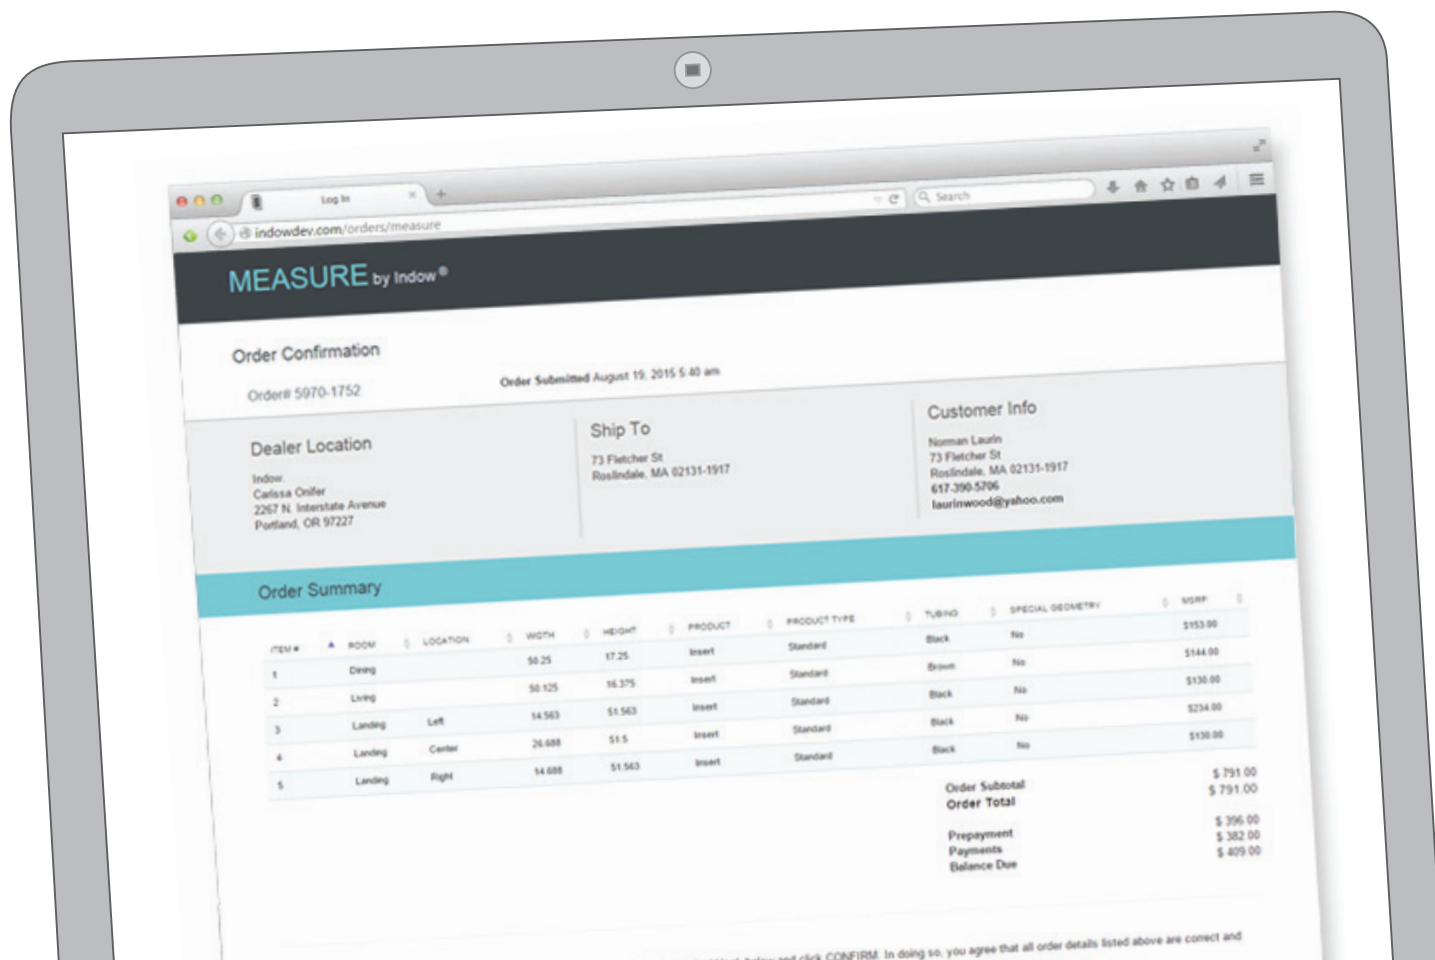 Log In
indowdev.com/orders/measure
Search
MEASURE by Indow®
Order Confirmation
Order# 5970-1752
Order Submitted August 19, 2015 5:40 am
Dealer Location
Indow.
Carissa Onifer
2267 N. Interstate Avenue
Portland, OR 97227
Ship To
73 Fletcher St
Roslindale, MA 02131-1917
Customer Info
Norman Laurin
73 Fletcher St
Roslindale, MA 02131-1917
617-390-5706
laurinwood@yahoo.com
Order Summary
ITEM # ROOM LOCATION WIDTH HEIGHT PRODUCT PRODUCT TYPE TUBING SPECIAL GEOMETRY MSRP
1 Dining 50.25 17.25 Insert Standard Black No $153.00
2 Living 50.125 16.375 Insert Standard Brown No $144.00
3 Landing Left 14.563 51.563 Insert Standard Black No $130.00
4 Landing Center 26.688 51.5 Insert Standard Black No $234.00
5 Landing Right 14.688 51.563 Insert Standard Black No $130.00
Order Subtotal $ 791.00
Order Total $ 791.00
Prepayment $ 396.00
Payments $ 382.00
Balance Due $ 409.00
below and click CONFIRM. In doing so, you agree that all order details listed above are correct and